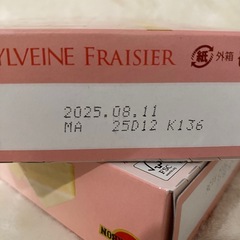 YLVEINE FRAISIER
紙 外箱
2025.08.11
MA 25D12 K136